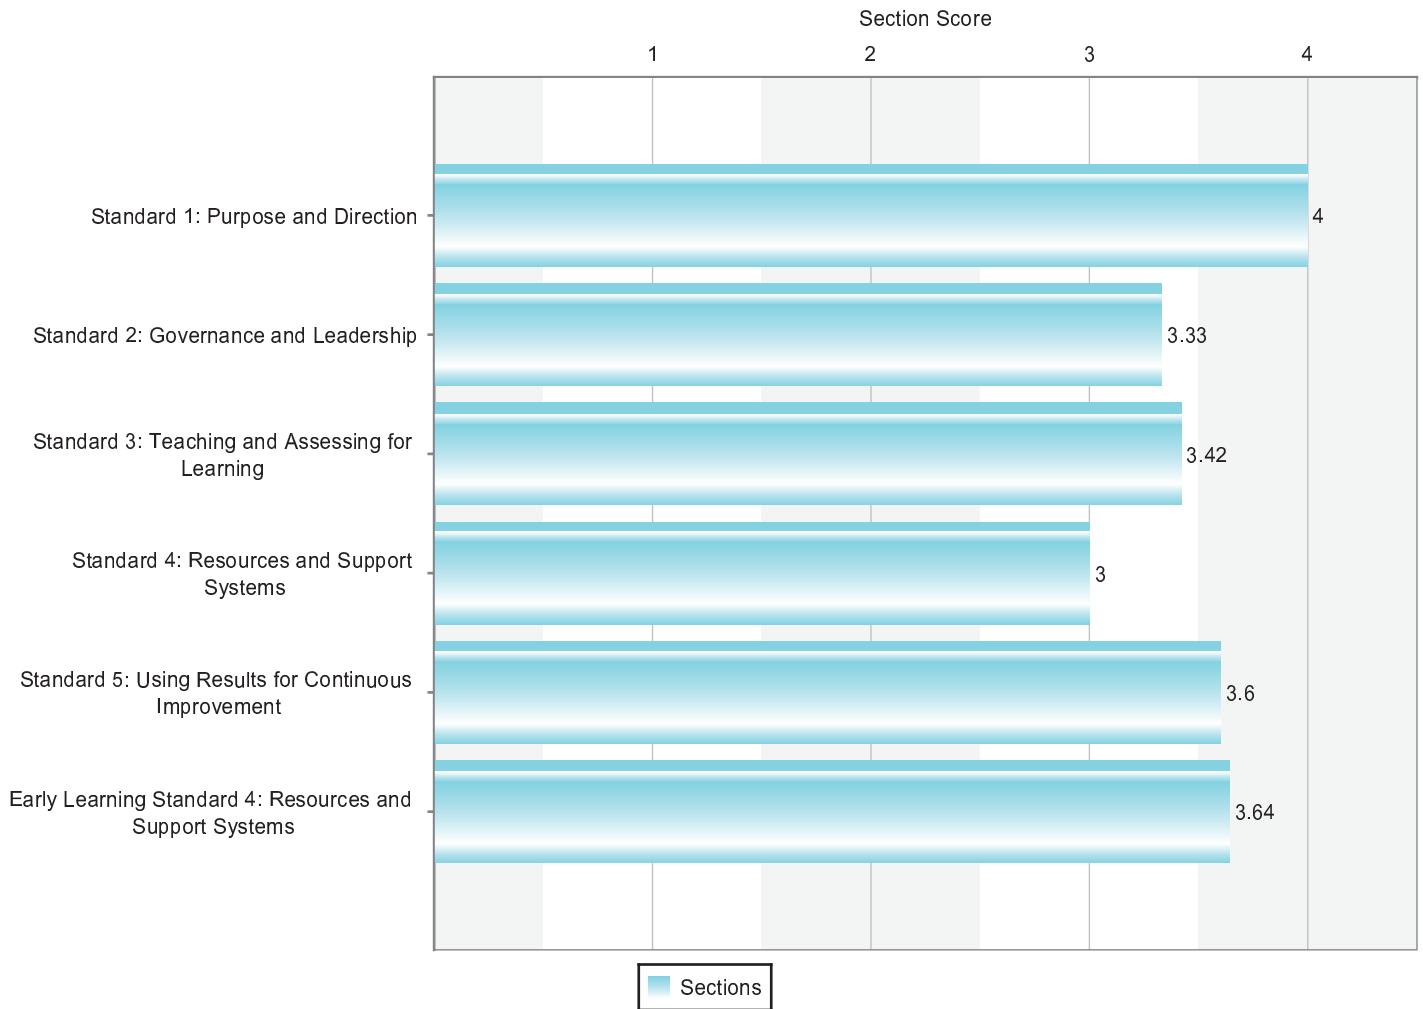 Section Score
1 2 3 4
Standard 1: Purpose and Direction
4
Standard 2: Governance and Leadership
3.33
Standard 3: Teaching and Assessing for
Learning
3.42
Standard 4: Resources and Support
Systems
3
Standard 5: Using Results for Continuous
Improvement
3.6
Early Learning Standard 4: Resources and
Support Systems
3.64
Sections